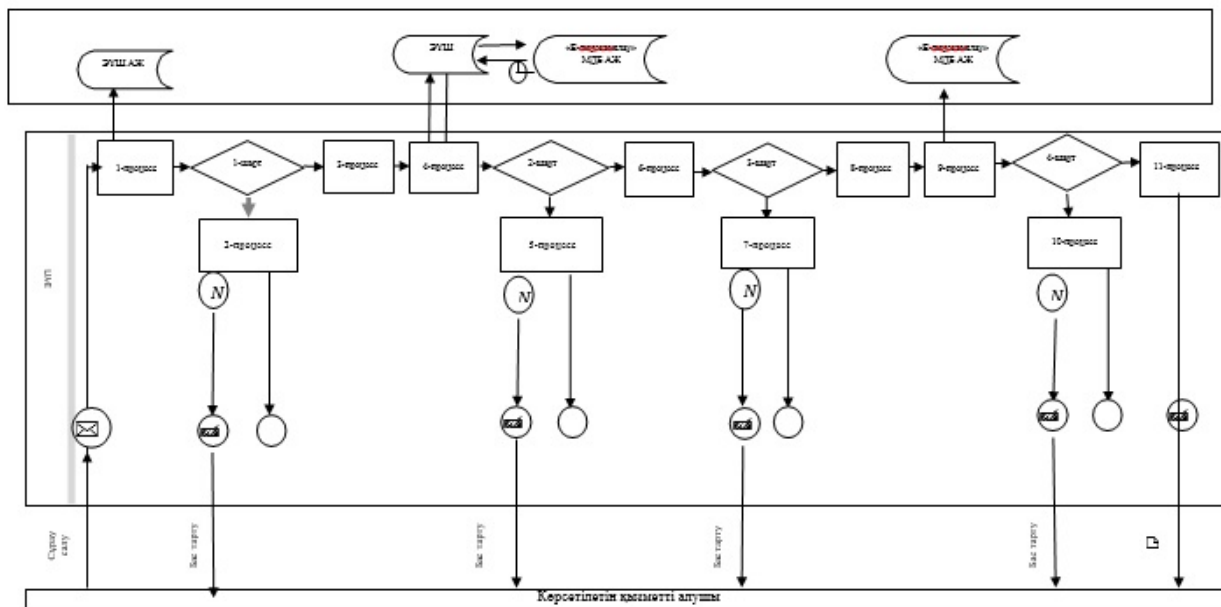 ЭҮШ АЖ
ЭҮШ
МДБ АЖ
МДБ АЖ
1-процесс
1-шарт
3-процесс
4-процесс
2-шарт
6-процесс
3-шарт
8-процесс
9-процесс
4-шарт
11-процесс
2-процесс
5-процесс
7-процесс
10-процесс
N
N
N
N
ЭҮП
Сұрау
салу
Бас тарту
Бас тарту
Бас тарту
Бас тарту
Көрсетілетін қызметті алушы